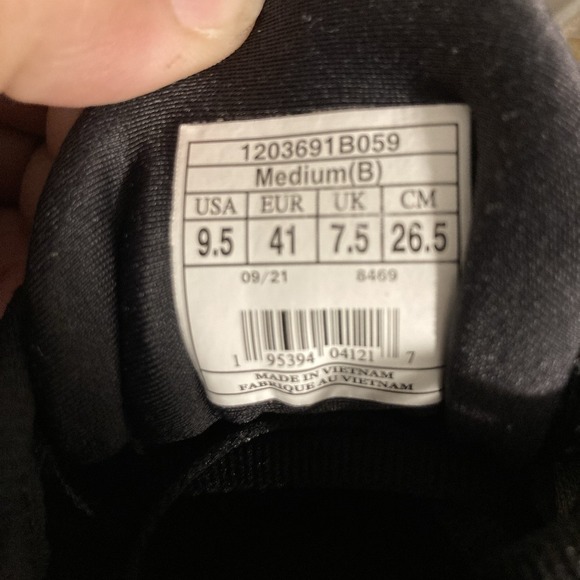 1203691B059
Medium(B)
USA EUR UK CM
9.5 41 7.5 26.5
09/21 8469
1 95394 04121 7
MADE IN VIETNAM
FABRIQUE AU VIETNAM